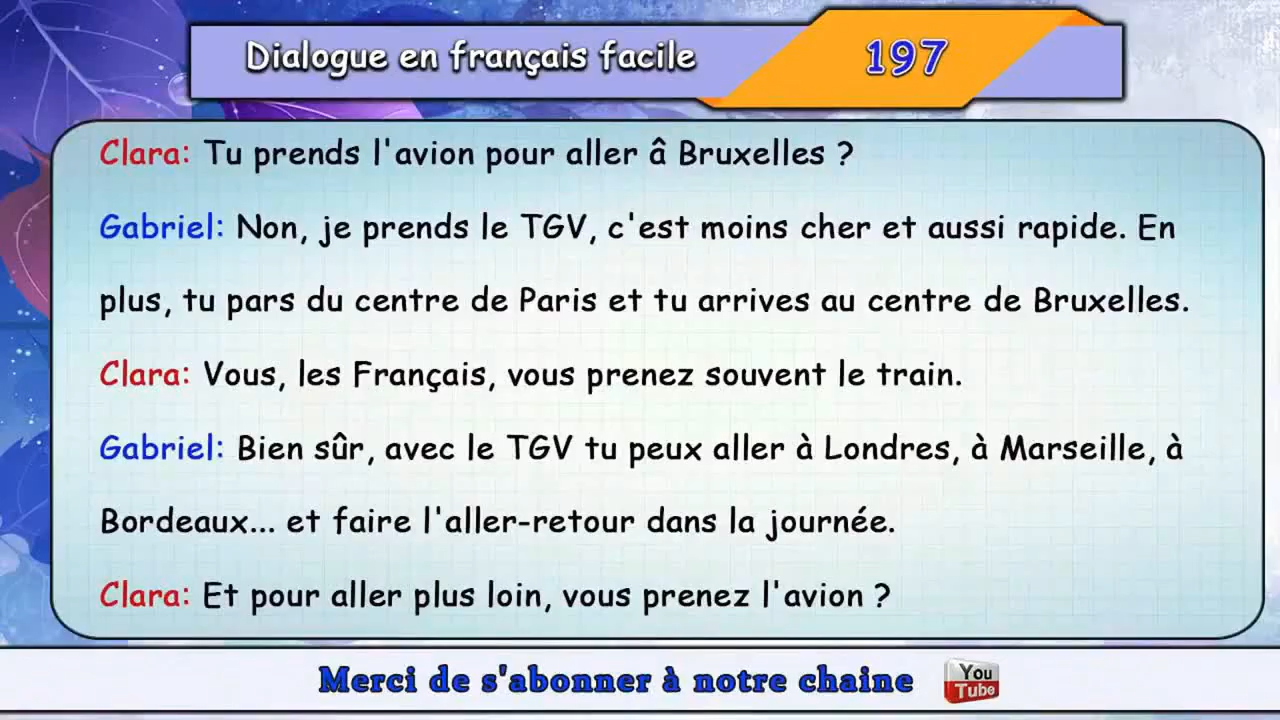 Dialogue en français facile
197
Clara: Tu prends l'avion pour aller â Bruxelles ?
Gabriel: Non, je prends le TGV, c'est moins cher et aussi rapide. En
plus, tu pars du centre de Paris et tu arrives au centre de Bruxelles.
Clara: Vous, les Français, vous prenez souvent le train.
Gabriel: Bien sûr, avec le TGV tu peux aller à Londres, à Marseille, à
Bordeaux... et faire l'aller-retour dans la journée.
Clara: Et pour aller plus loin, vous prenez l'avion ?
Merci de s'abonner à notre chaine
You
Tube